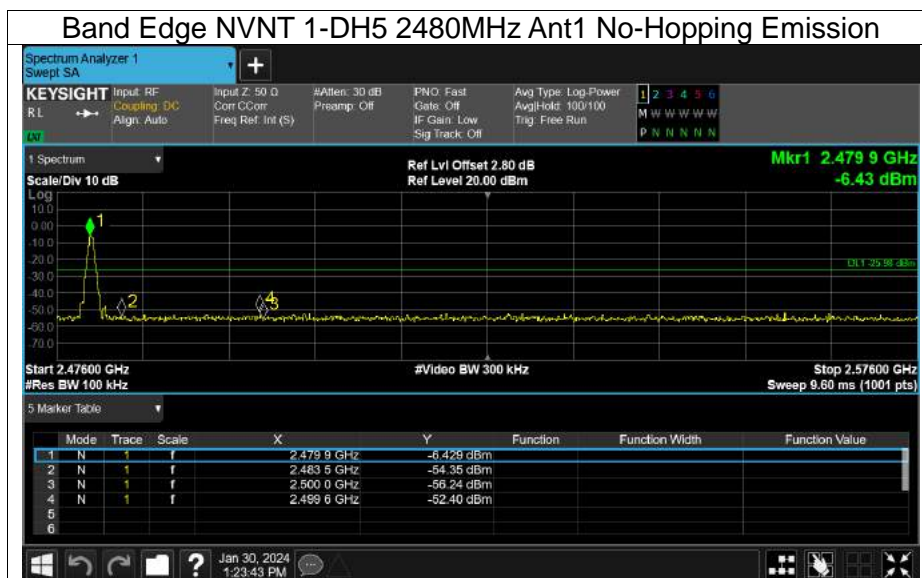 Band Edge NVNT 1-DH5 2480MHz Ant1 No-Hopping Emission
Spectrum Analyzer 1
Swept SA
+
KEYSIGHT Input: RF Input Z: 50 Ω #Atten: 30 dB PNO: Fast Avg Type: Log-Power 1 2 3 4 5 6
R L Coupling: DC Corr CCorr Preamp: Off Gate: Off Avg|Hold: 100/100 M W W W W W
Align: Auto Freq Ref: Int (S) IF Gain: Low Trig: Free Run
Sig Track: Off P N N N N N
LXI
1 Spectrum Ref Lvl Offset 2.80 dB Mkr1 2.479 9 GHz
Scale/Div 10 dB Ref Level 20.00 dBm -6.43 dBm
Log
10.0
0.00
-10.0
-20.0
-30.0
-40.0
-50.0
-60.0
-70.0
1
2
4
3
DL1 -25.98 dBm
Start 2.47600 GHz #Video BW 300 kHz Stop 2.57600 GHz
#Res BW 100 kHz Sweep 9.60 ms (1001 pts)
5 Marker Table
Mode Trace Scale X Y Function Function Width Function Value
1 N 1 f 2.479 9 GHz -6.429 dBm
2 N 1 f 2.483 5 GHz -54.35 dBm
3 N 1 f 2.500 0 GHz -56.24 dBm
4 N 1 f 2.499 6 GHz -52.40 dBm
5
6
? Jan 30, 2024
1:23:43 PM